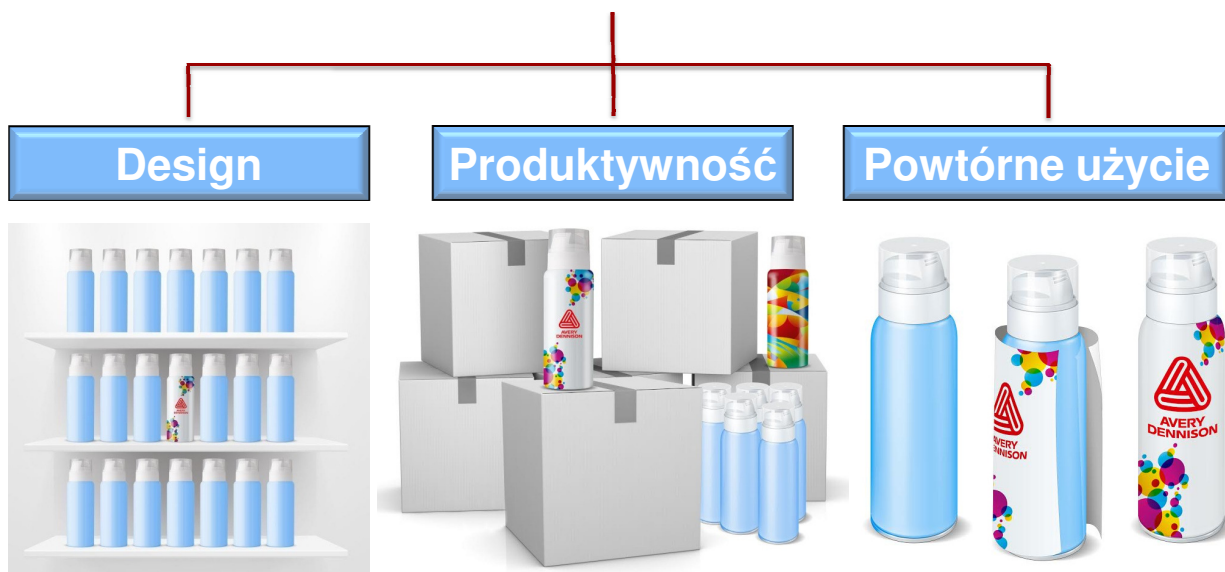 Design
Produktywność
Powtórne użycie
AVERY
DENNISON
AVERY
DENNISON
AVERY
DENNISON